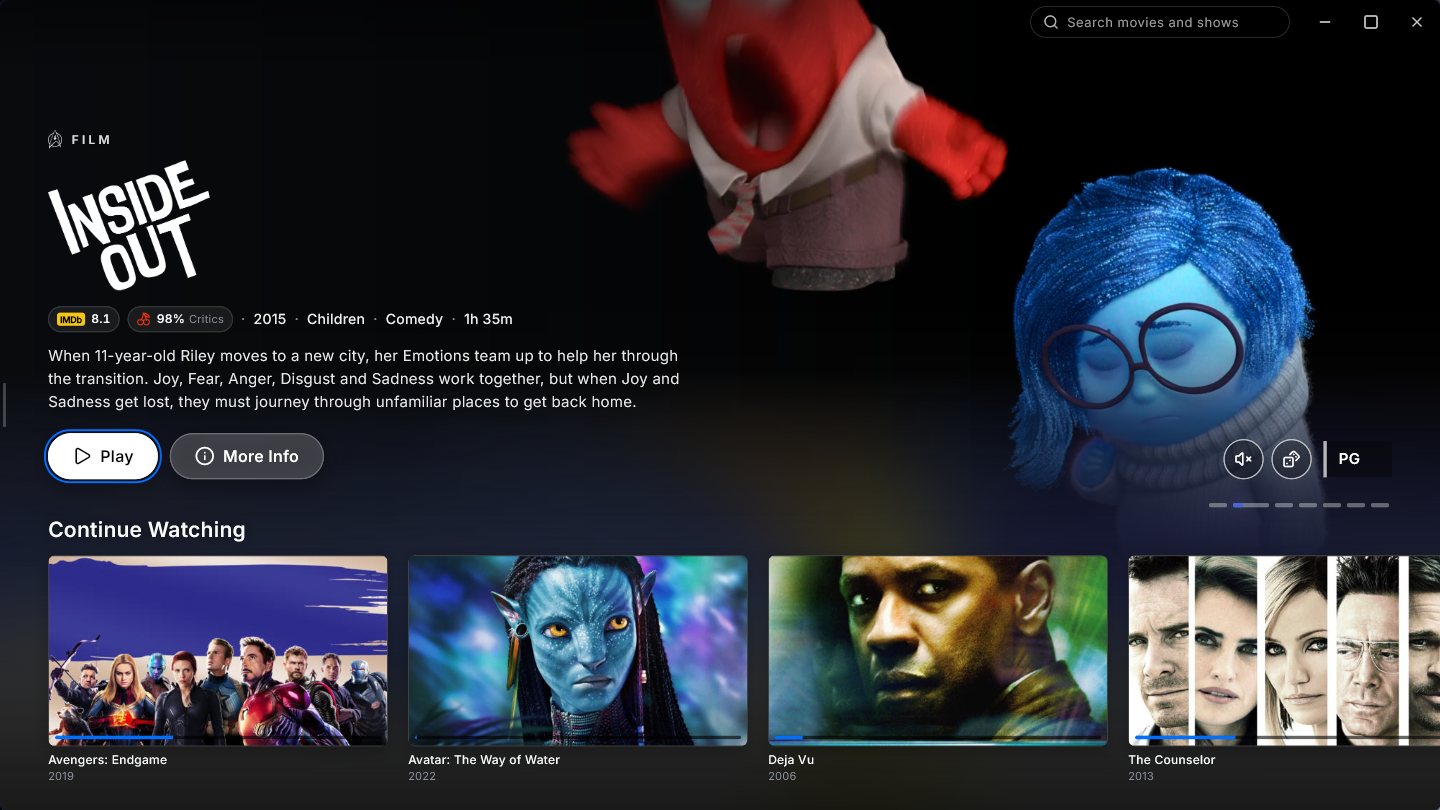 Search movies and shows
FILM
INSIDE
OUT
IMDb 8.1 98% Critics · 2015 · Children · Comedy · 1h 35m
When 11-year-old Riley moves to a new city, her Emotions team up to help her through
the transition. Joy, Fear, Anger, Disgust and Sadness work together, but when Joy and
Sadness get lost, they must journey through unfamiliar places to get back home.
Play
More Info
PG
Continue Watching
Avengers: Endgame
2019
Avatar: The Way of Water
2022
Deja Vu
2006
The Counselor
2013